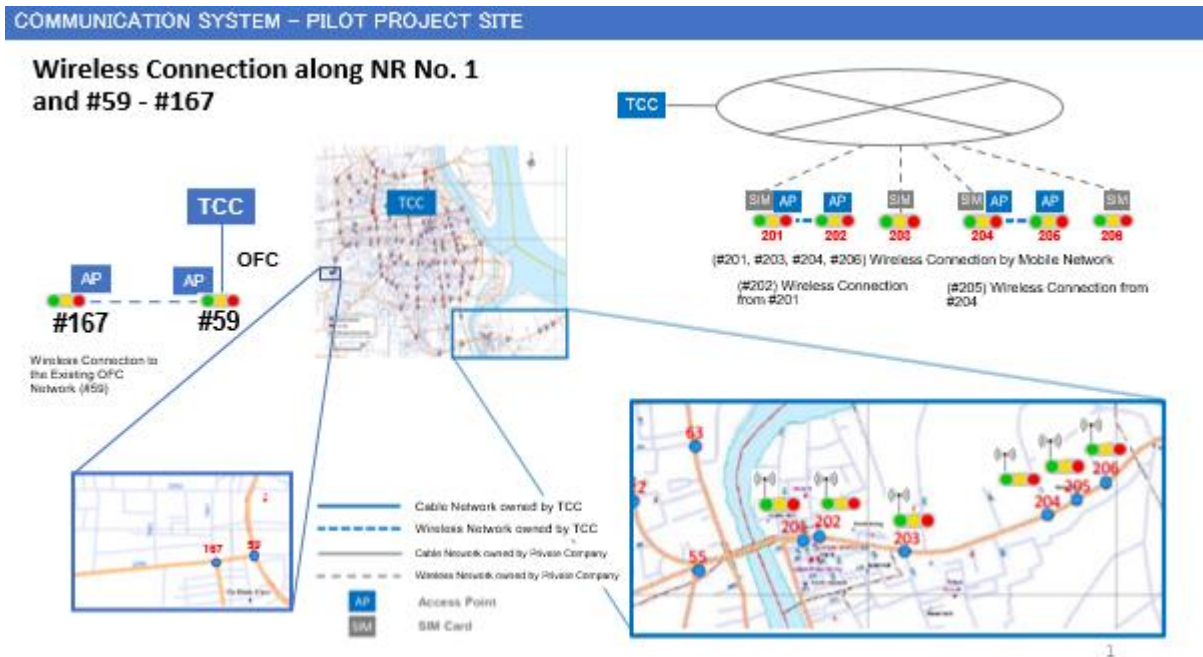 COMMUNICATION SYSTEM – PILOT PROJECT SITE
Wireless Connection along NR No. 1
and #59 - #167
TCC
OFC
AP
AP
#167
#59
Wireless Connection to
the Existing OFC
Network (#59)
TCC
TCC
SIM AP AP SIM SIM AP AP SIM
201 202 203 204 205 206
(#201, #203, #204, #206) Wireless Connection by Mobile Network
(#202) Wireless Connection
from #201
(#205) Wireless Connection from
#204
167
59
Cable Network owned by TCC
Wireless Network owned by TCC
Cable Network owned by Private Company
Wireless Network owned by Private Company
AP Access Point
SIM SIM Card
63
2
55
201
202
203
204
205
206
1